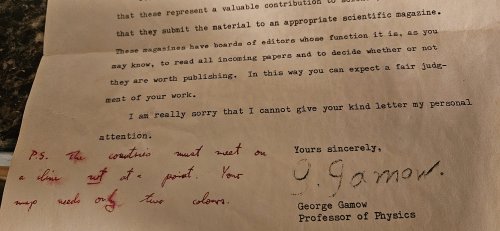 that these represent a valuable contribution to
that they submit the material to an appropriate scientific magazine.
These magazines have boards of editors whose function it is, as you
may know, to read all incoming papers and to decide whether or not
they are worth publishing. In this way you can expect a fair judg-
ment of your work.
I am really sorry that I cannot give your kind letter my personal
attention.
Yours sincerely,
G. Gamow.
George Gamow
Professor of Physics
P.S. The countries must meet on
a line not at a point. Your
map needs only two colours.